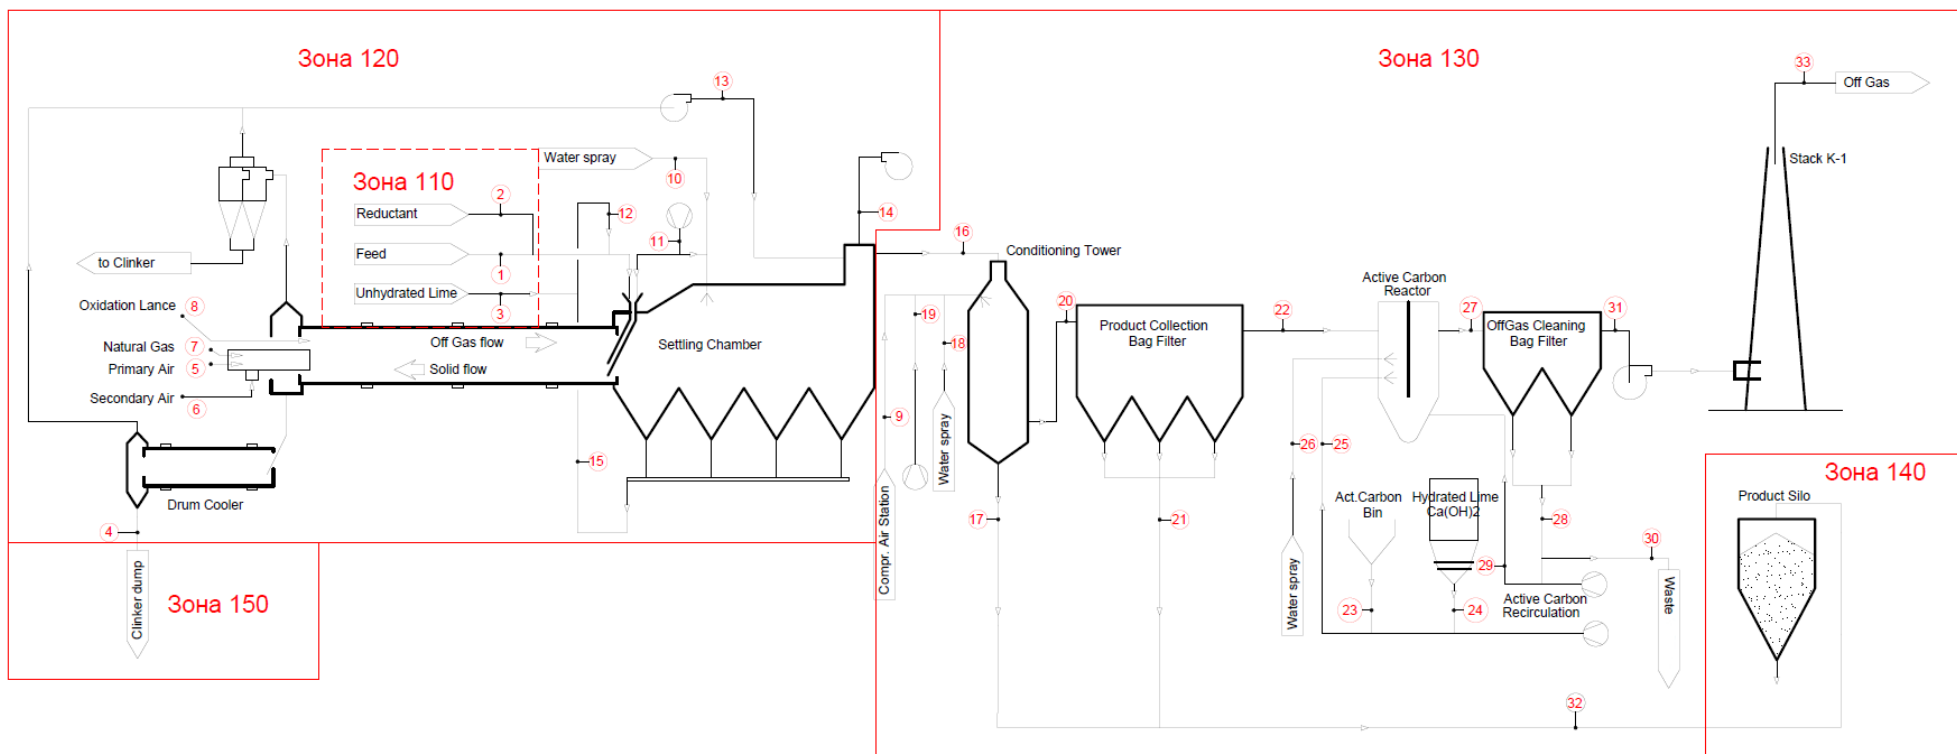 Зона 120
Зона 130
33
Off Gas
13
Stack K-1
Water spray
10
Зона 110
2
Reductant
12
14
11
16
Conditioning Tower
Feed
1
to Clinker
Unhydrated Lime
3
Oxidation Lance
8
Active Carbon
Reactor
20
19
22
27
31
Product Collection
Bag Filter
OffGas Cleaning
Bag Filter
Off Gas flow
Settling Chamber
18
Natural Gas
7
Primary Air
5
Solid flow
Secondary Air
6
9
Water spray
26
25
15
Зона 140
Drum Cooler
Compr. Air Station
Act.Carbon
Bin
Hydrated Lime
Ca(OH)2
Product Silo
4
17
21
28
30
29
Clinker dump
Зона 150
Water spray
23
24
Active Carbon
Recirculation
Waste
32